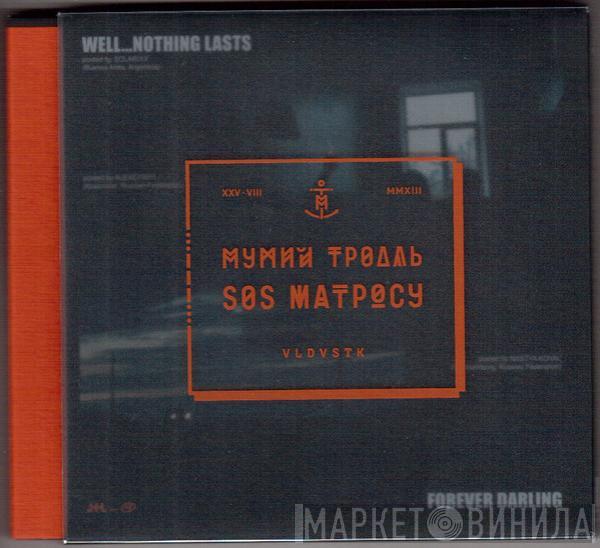 WELL...NOTHING LASTS
XXV-VIII
MMXIII
МУМИЙ ТРОЛЛЬ
SOS МАТРОСУ
VLDVSTK
FOREVER DARLING
МАРКЕТ ВИНИЛА